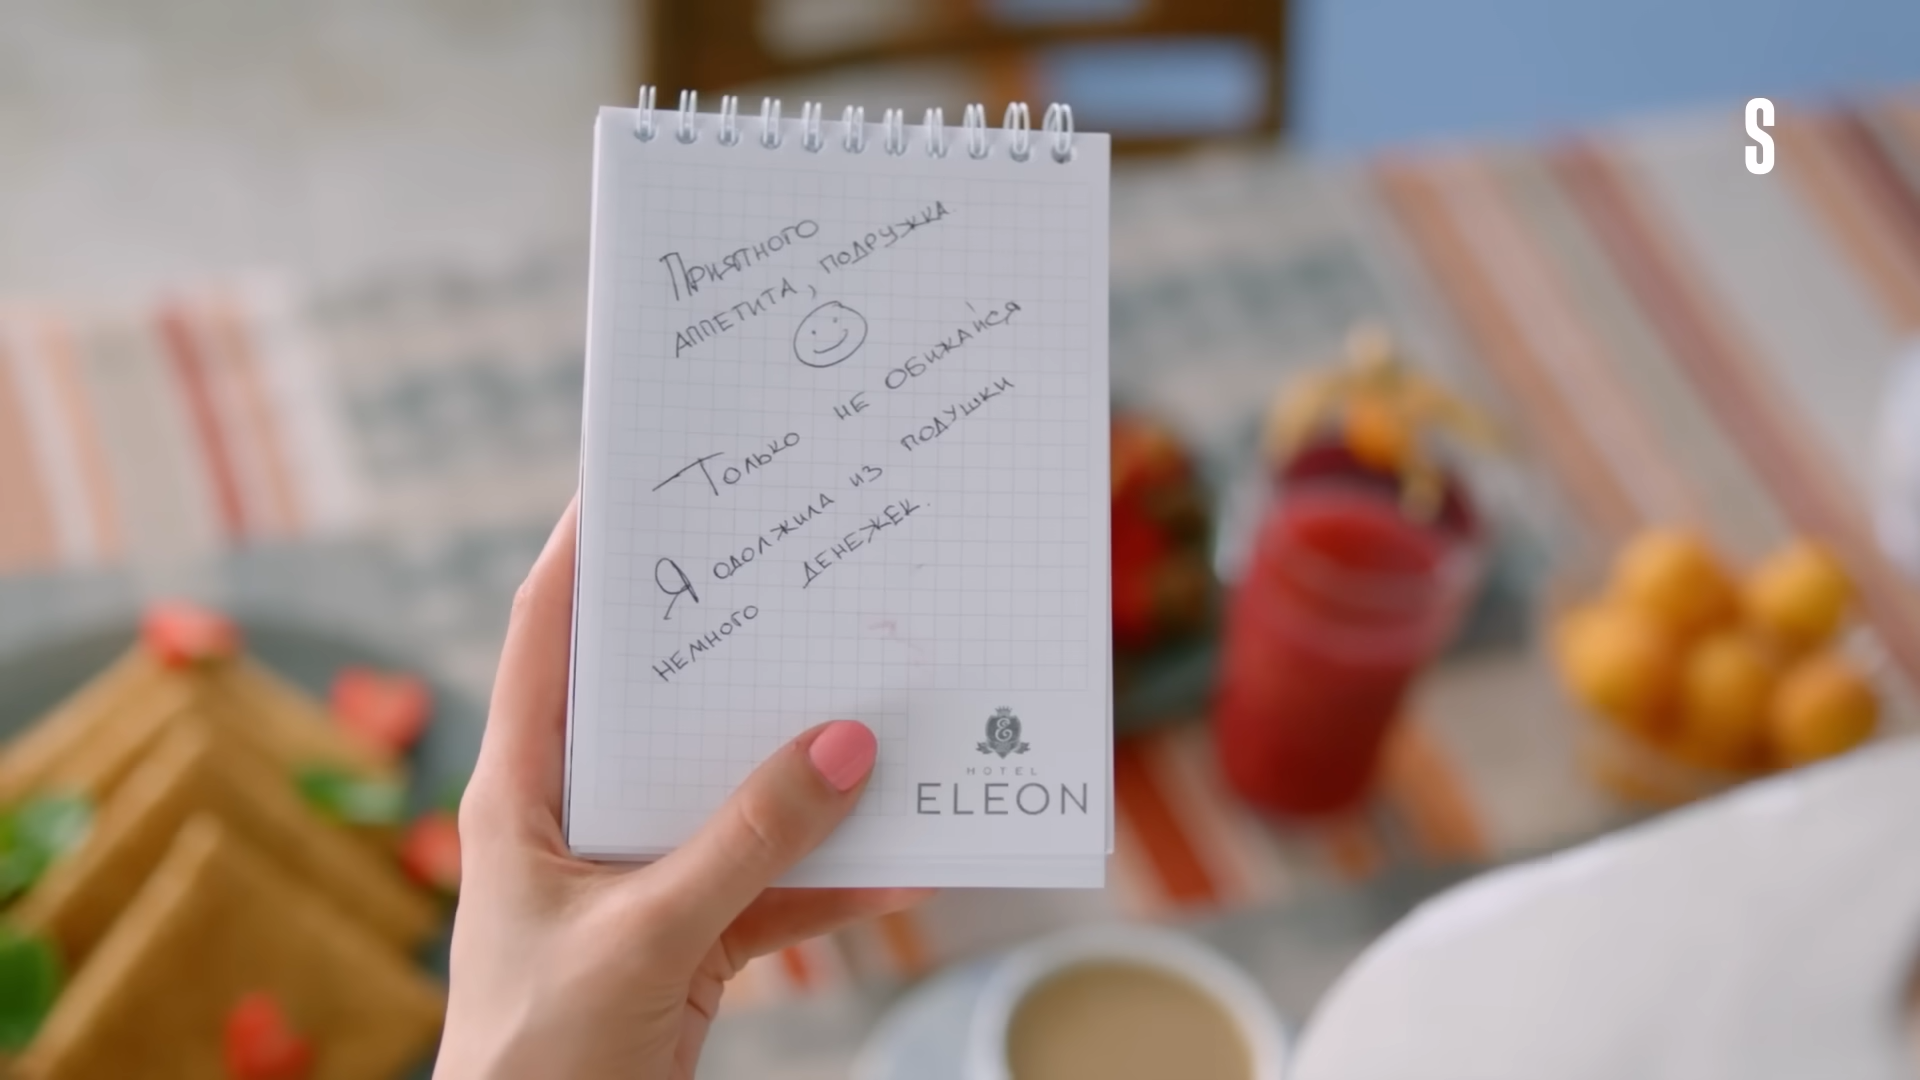 Приятного
аппетита, подружка
Только не обижайся
Я одолжила из подушки
немного денежек.
HOTEL
ELEON
S